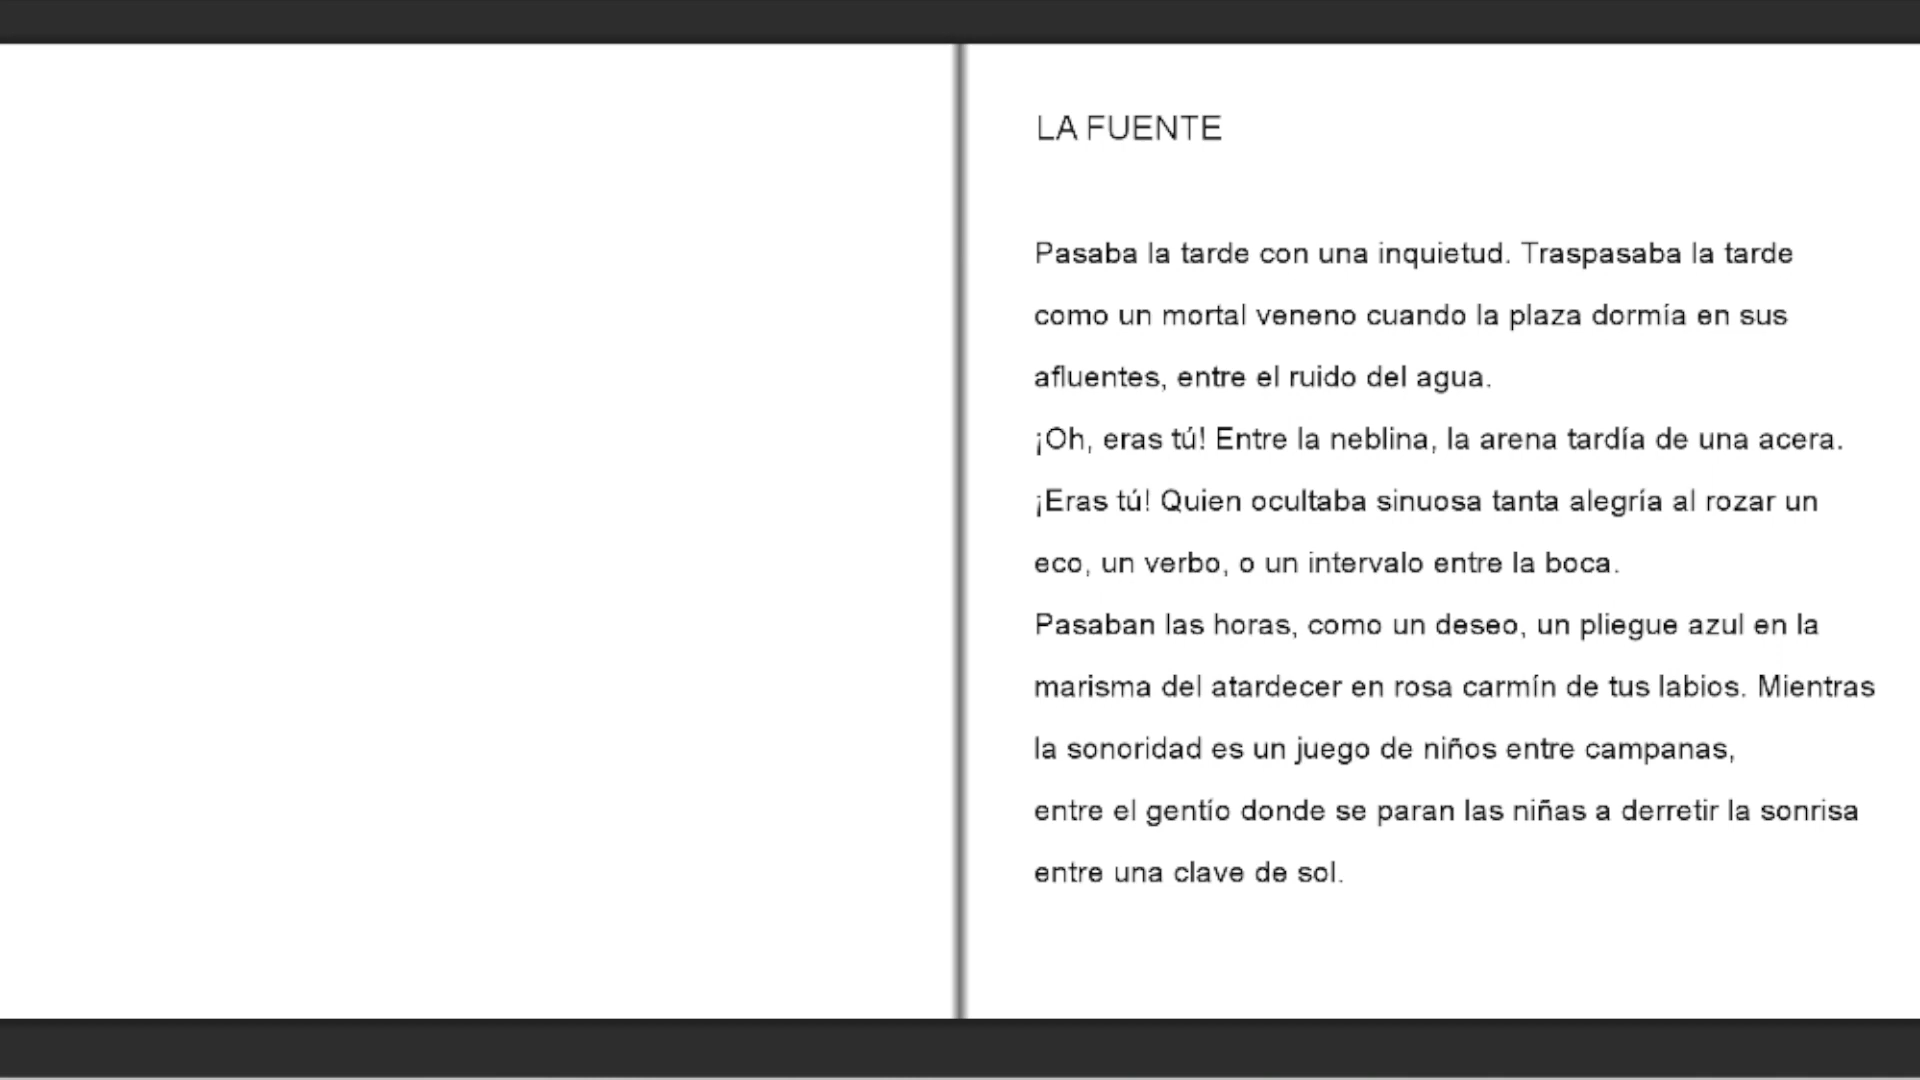 LA FUENTE
Pasaba la tarde con una inquietud. Traspasaba la tarde
como un mortal veneno cuando la plaza dormía en sus
afluentes, entre el ruido del agua.
¡Oh, eras tú! Entre la neblina, la arena tardía de una acera.
¡Eras tú! Quien ocultaba sinuosa tanta alegría al rozar un
eco, un verbo, o un intervalo entre la boca.
Pasaban las horas, como un deseo, un pliegue azul en la
marisma del atardecer en rosa carmín de tus labios. Mientras
la sonoridad es un juego de niños entre campanas,
entre el gentío donde se paran las niñas a derretir la sonrisa
entre una clave de sol.